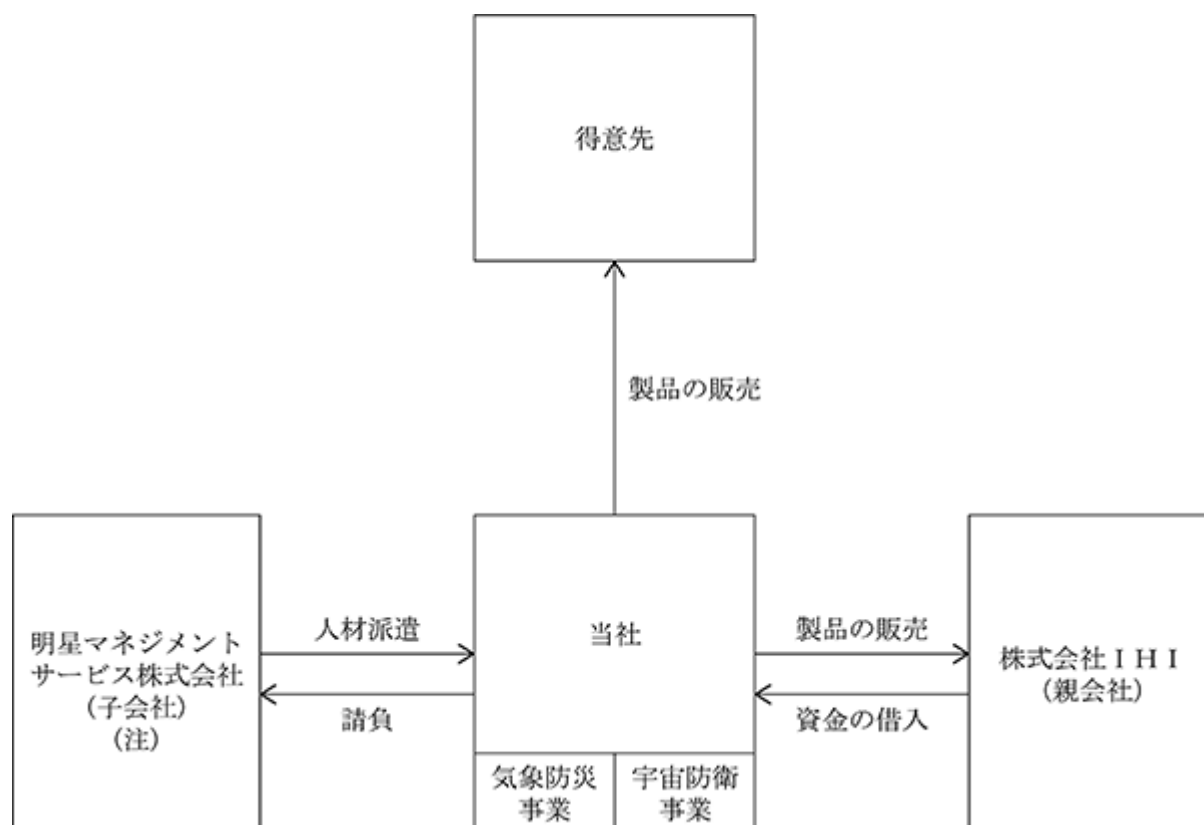 得意先
製品の販売
明星マネジメント
サービス株式会社
(子会社)
(注)
人材派遣
請負
当社
気象防災
事業
宇宙防衛
事業
製品の販売
資金の借入
株式会社ＩＨＩ
(親会社)